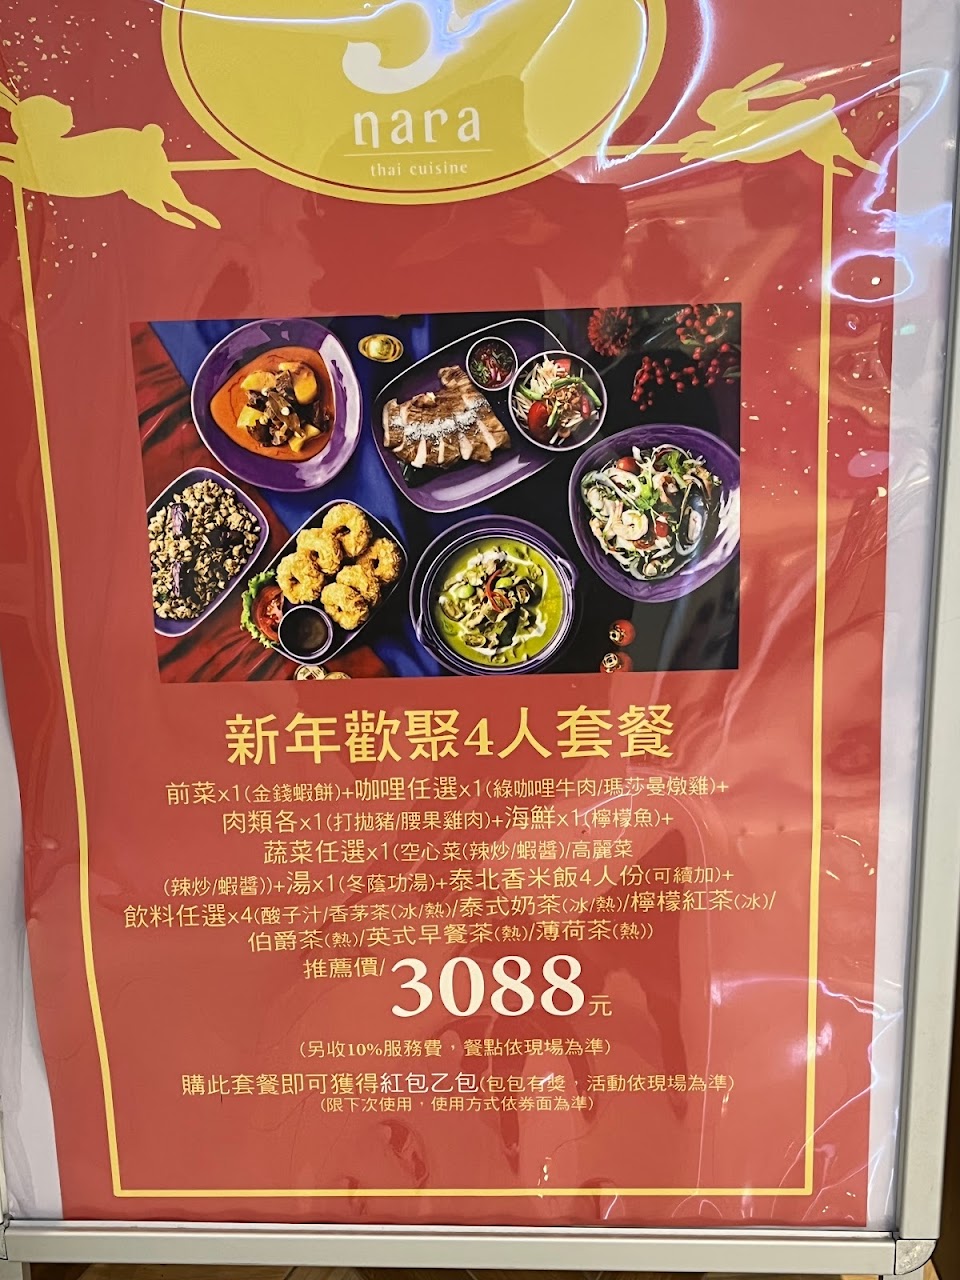 nara
thai cuisine
新年歡聚4人套餐
前菜x1(金錢蝦餅)+咖哩任選x1(綠咖哩牛肉/瑪莎曼燉雞)+
肉類各x1(打拋豬/腰果雞肉)+海鮮x1(檸檬魚)+
蔬菜任選x1(空心菜(辣炒/蝦醬)/高麗菜
(辣炒/蝦醬))+湯x1(冬蔭功湯)+泰北香米飯4人份(可續加)+
飲料任選x4(酸子汁/香茅茶(冰/熱)/泰式奶茶(冰/熱)/檸檬紅茶(冰)/
伯爵茶(熱)/英式早餐茶(熱)/薄荷茶(熱))
推薦價/3088元
(另收10%服務費，餐點依現場為準)
購此套餐即可獲得紅包乙包(包包有獎，活動依現場為準)
(限下次使用，使用方式依券面為準)